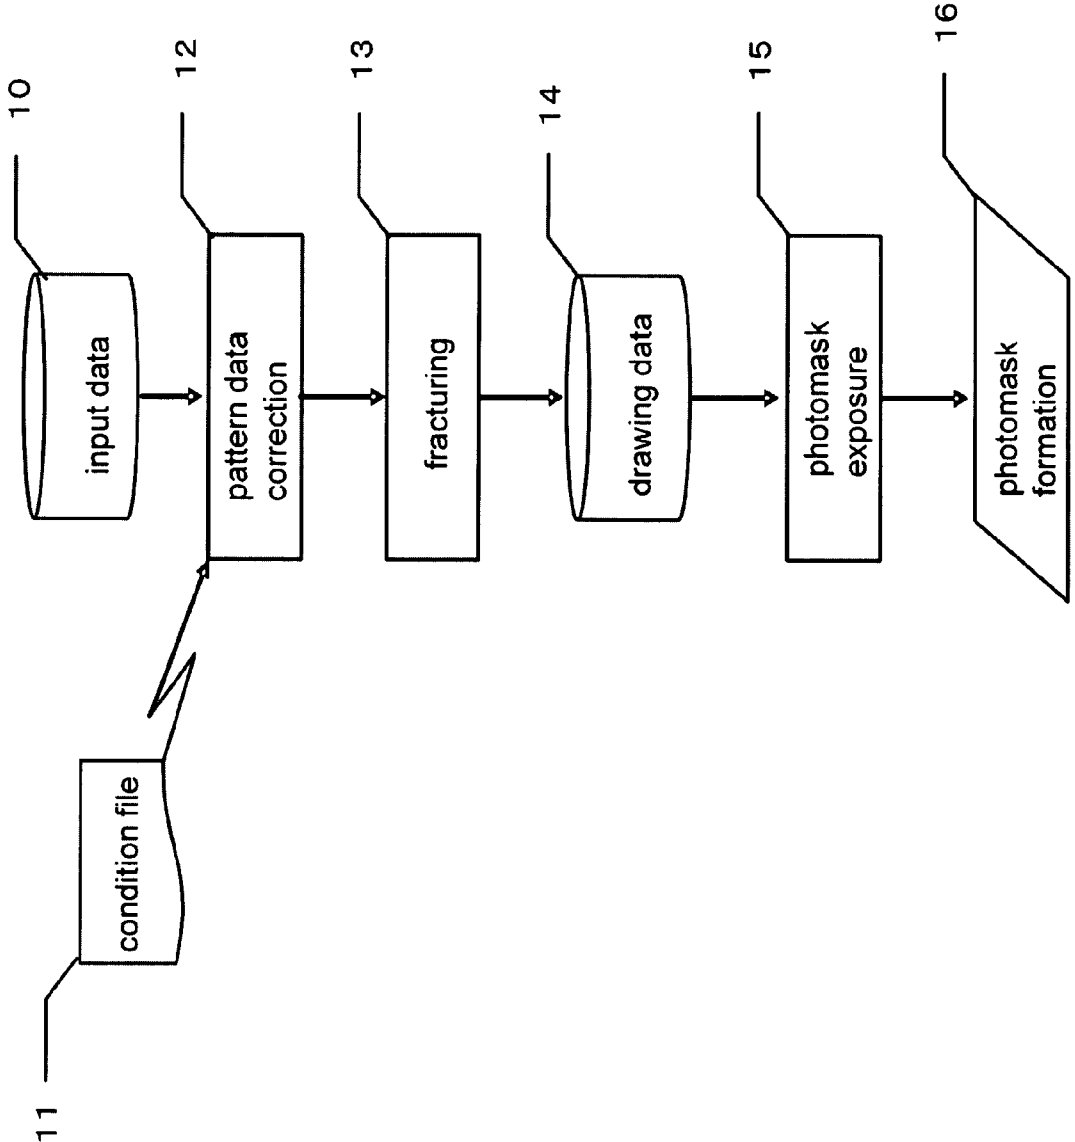 10
input data
11
condition file
12
pattern data
correction
13
fracturing
14
drawing data
15
photomask
exposure
16
photomask
formation